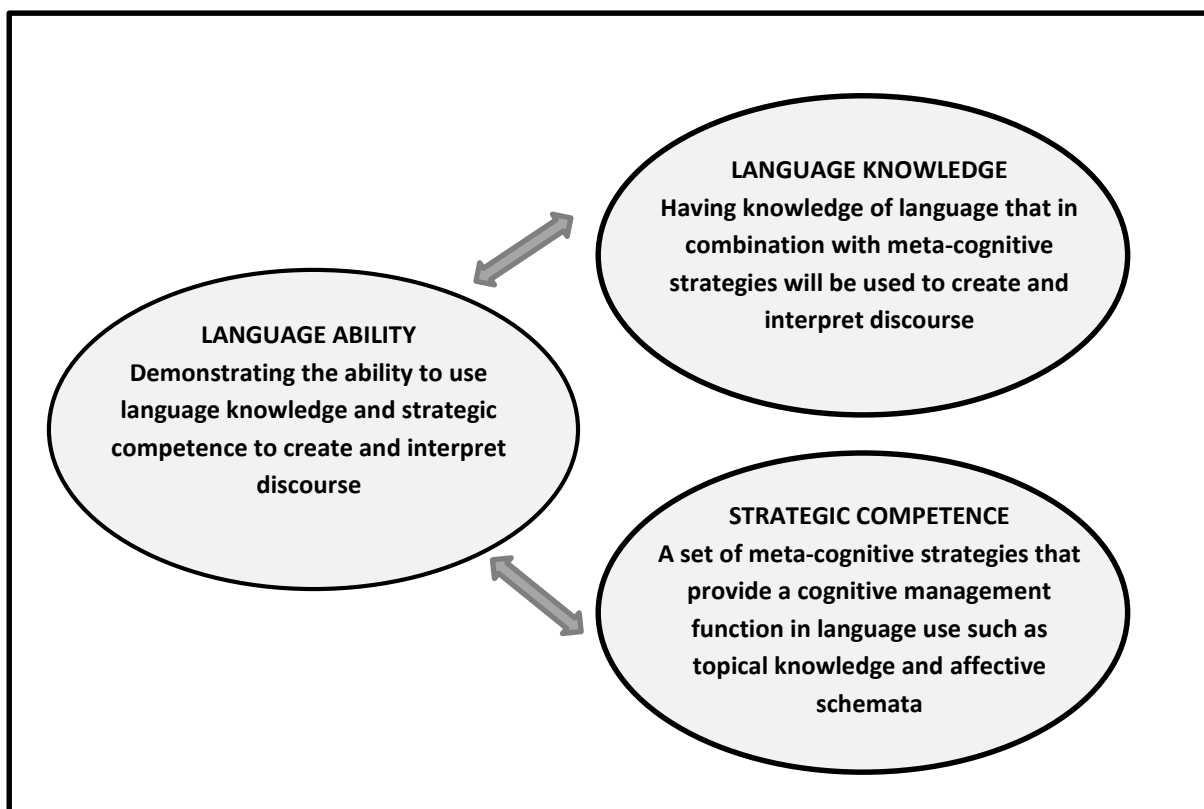 LANGUAGE KNOWLEDGE
Having knowledge of language that in
combination with meta-cognitive
strategies will be used to create and
interpret discourse
LANGUAGE ABILITY
Demonstrating the ability to use
language knowledge and strategic
competence to create and interpret
discourse
STRATEGIC COMPETENCE
A set of meta-cognitive strategies that
provide a cognitive management
function in language use such as
topical knowledge and affective
schemata